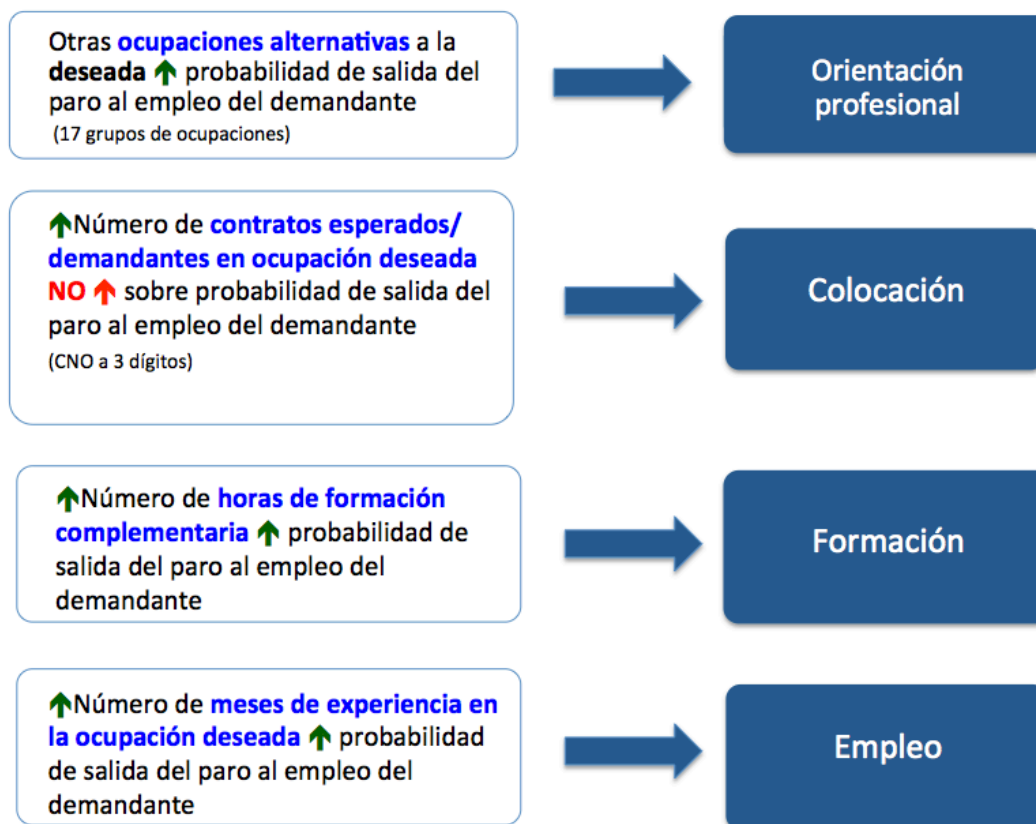 Otras ocupaciones alternativas a la
deseada ↑ probabilidad de salida del
paro al empleo del demandante
(17 grupos de ocupaciones)
Orientación
profesional
↑Número de contratos esperados/
demandantes en ocupación deseada
NO ↑ sobre probabilidad de salida del
paro al empleo del demandante
(CNO a 3 dígitos)
Colocación
↑Número de horas de formación
complementaria ↑ probabilidad de
salida del paro al empleo del
demandante
Formación
↑Número de meses de experiencia en
la ocupación deseada ↑ probabilidad
de salida del paro al empleo del
demandante
Empleo